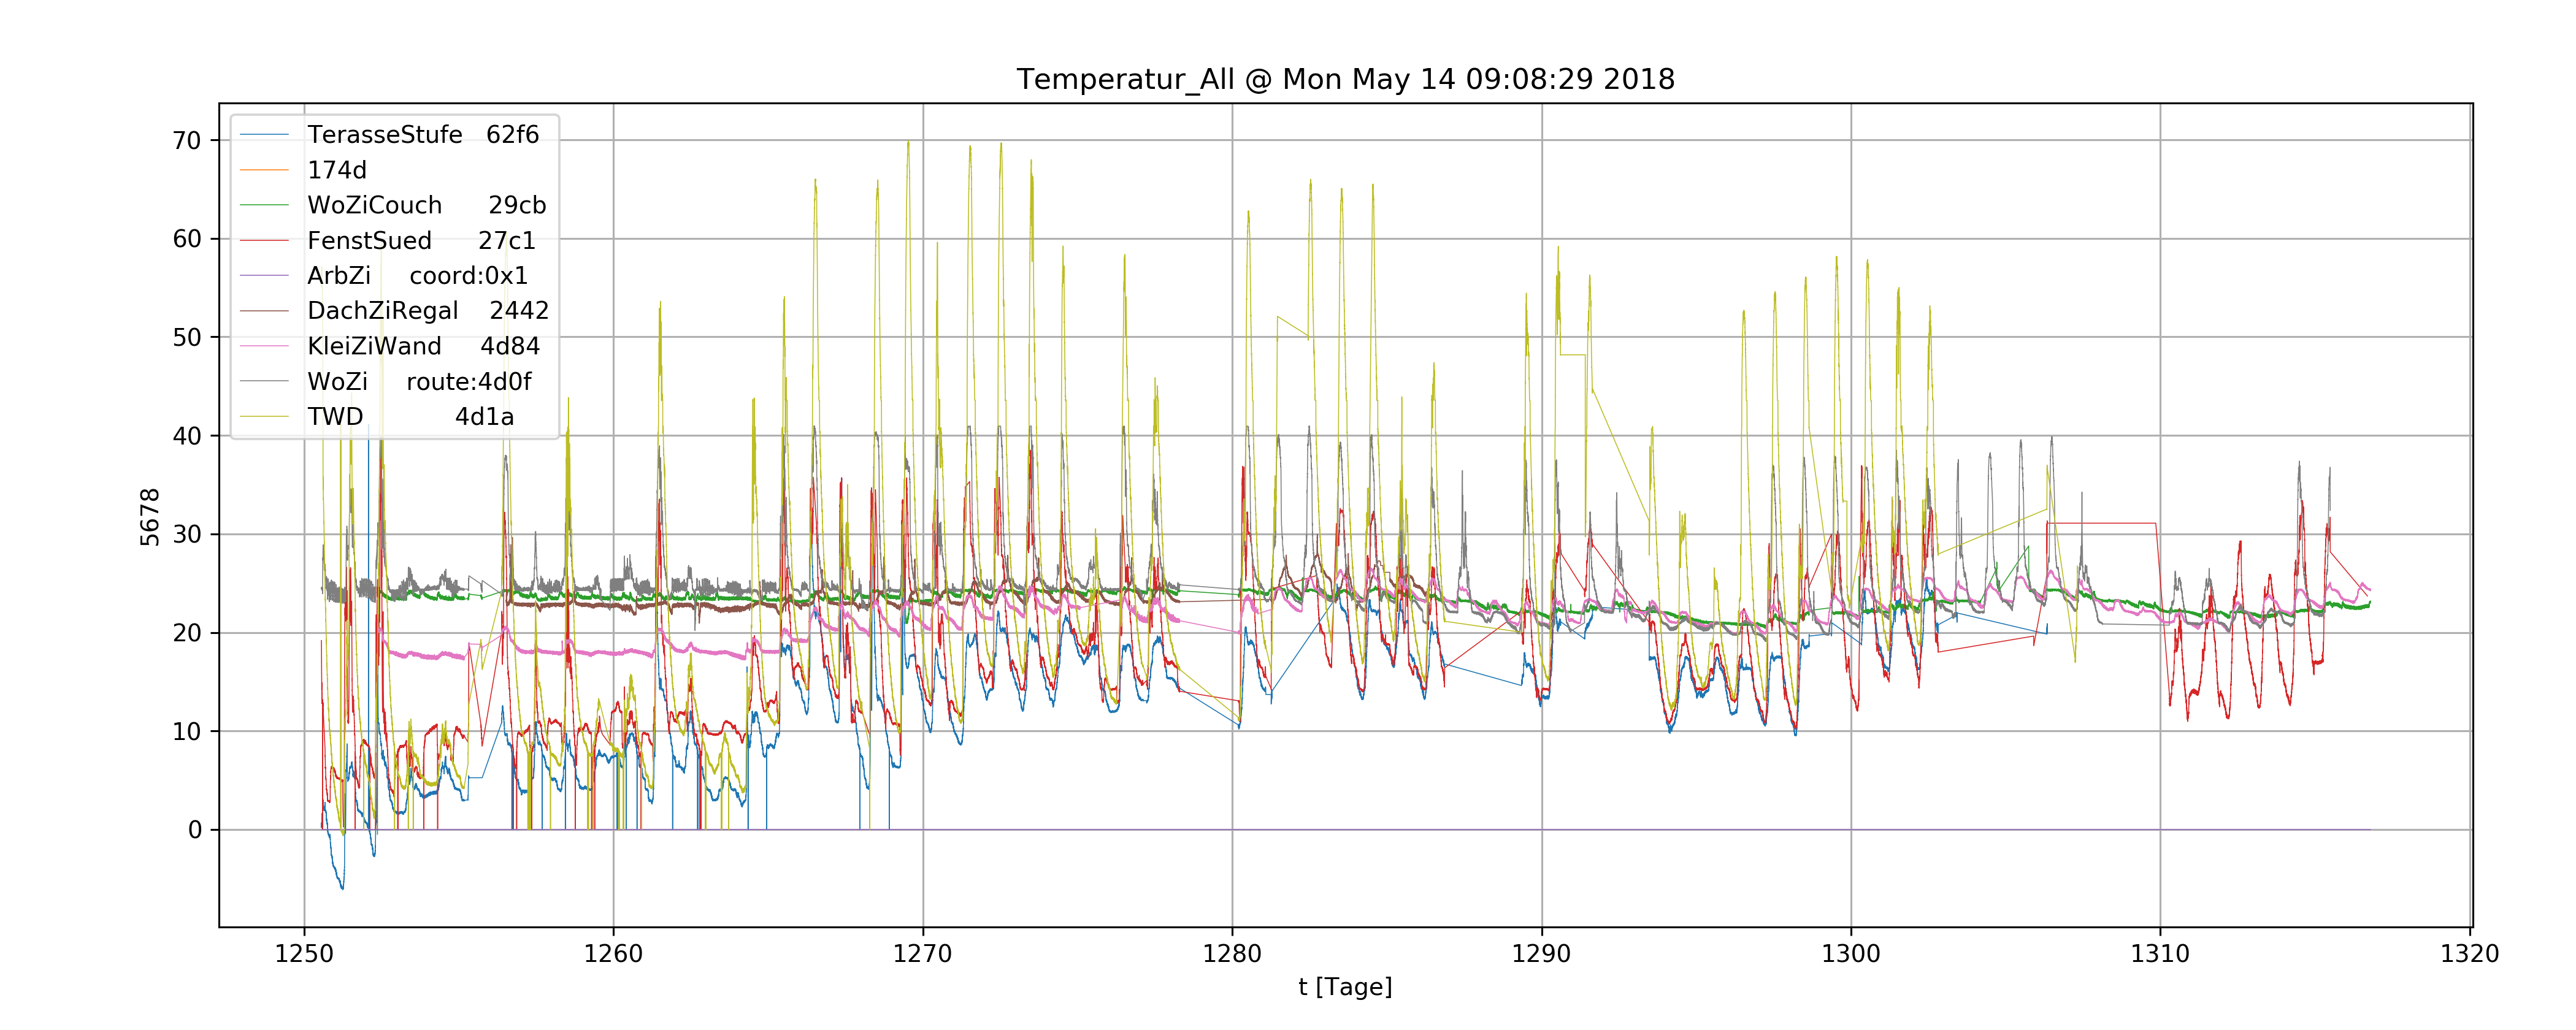 Temperatur_All @ Mon May 14 09:08:29 2018
70
60
50
40
30
20
10
0
5678
TerasseStufe 62f6
174d
WoZiCouch 29cb
FenstSued 27c1
ArbZi coord:0x1
DachZiRegal 2442
KleiZiWand 4d84
WoZi route:4d0f
TWD 4d1a
1250 1260 1270 1280 1290 1300 1310 1320
t [Tage]